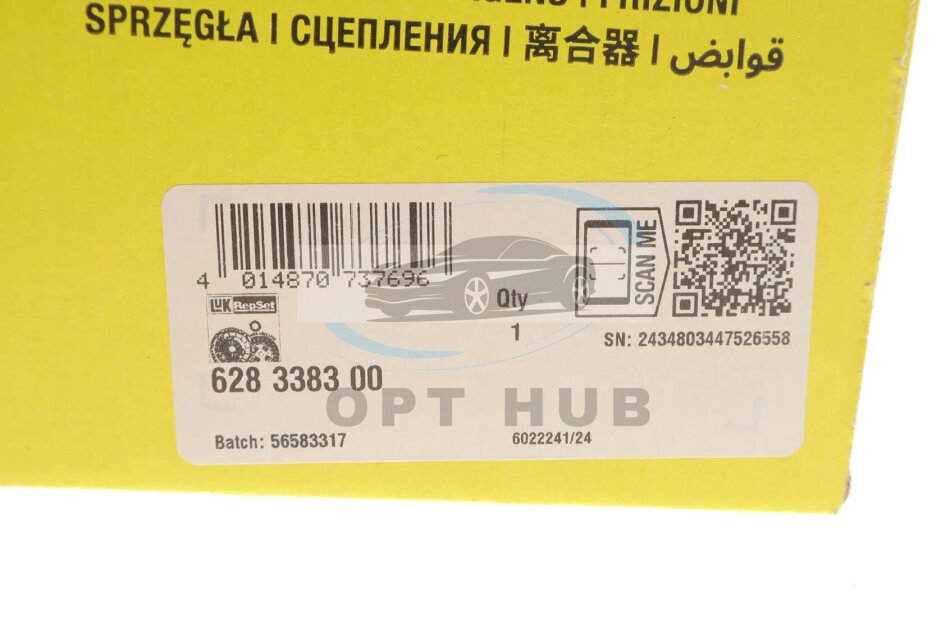 FRIZIONI
SPRZĘGŁA | СЦЕПЛЕНИЯ | 离合器 | قوابض
4 014870 737696
LUK RepSet
Qty
1
SCAN ME
SN: 2434803447526558
628 3383 00
OPT HUB
Batch: 56583317
6022241/24